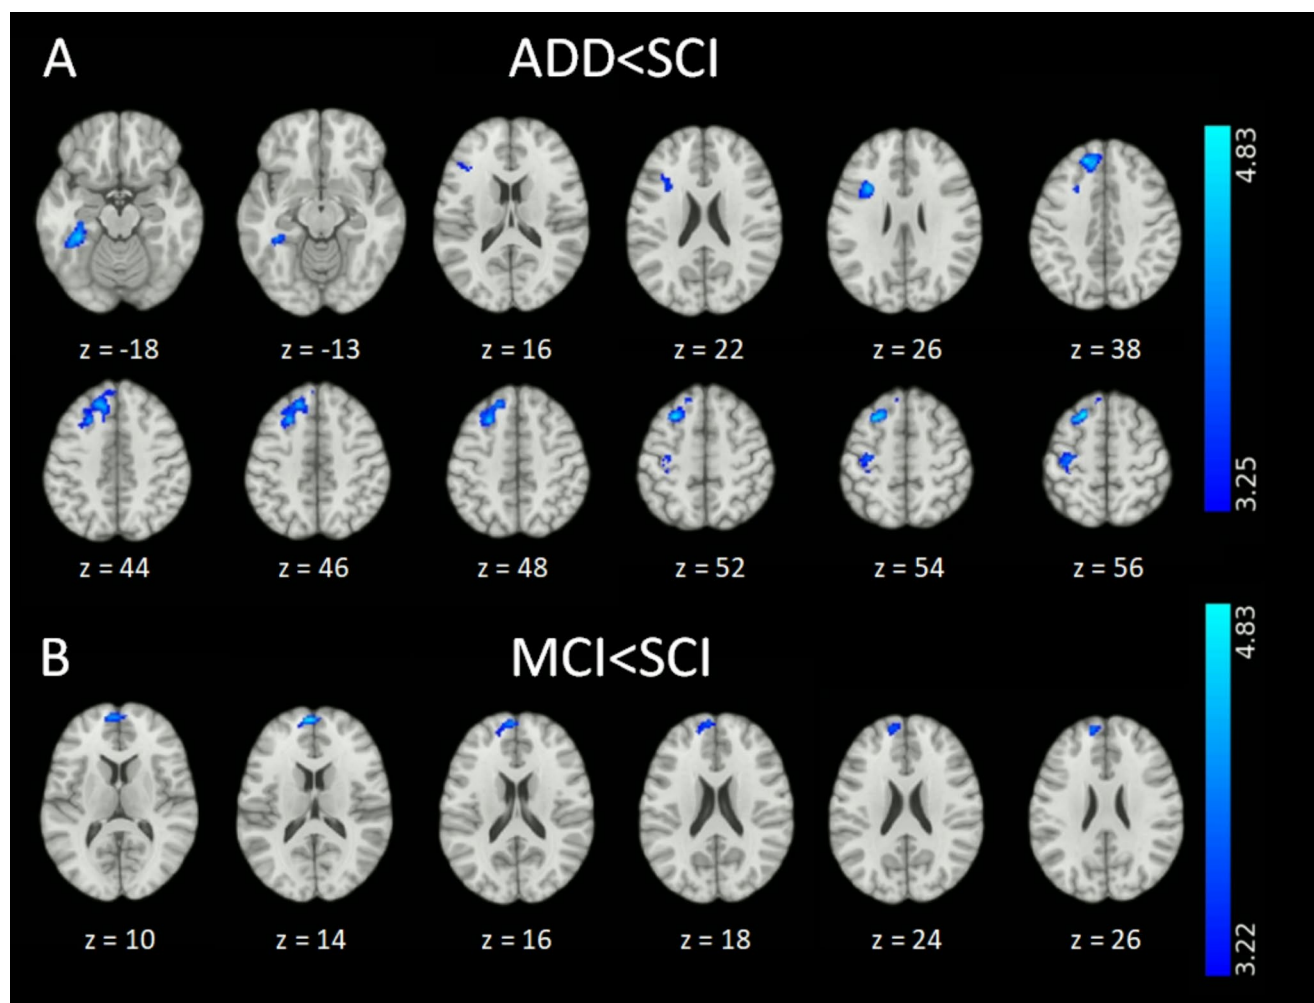 A
ADD<SCI
4.83
3.25
z = -18
z = -13
z = 16
z = 22
z = 26
z = 38
z = 44
z = 46
z = 48
z = 52
z = 54
z = 56
B
MCI<SCI
4.83
3.22
z = 10
z = 14
z = 16
z = 18
z = 24
z = 26